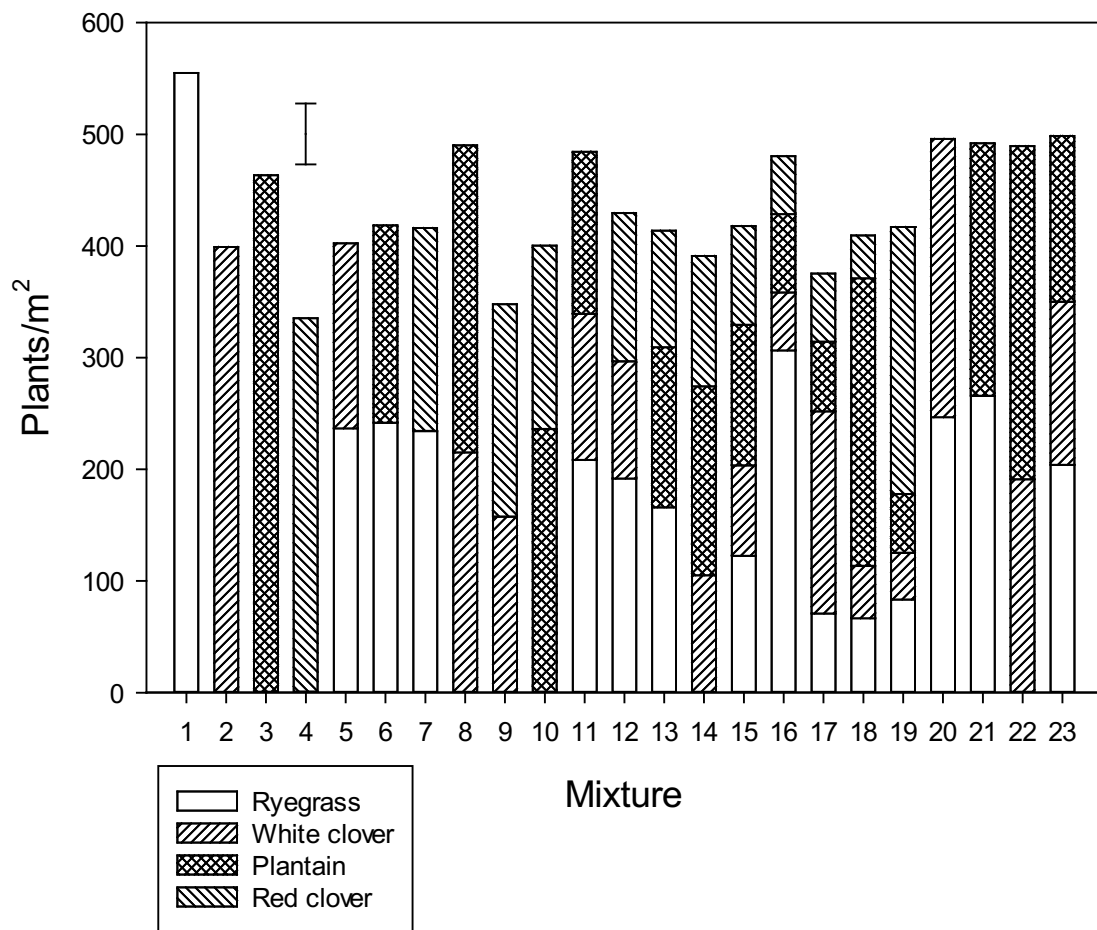 600
500
400
300
200
100
0
Plants/m²
1 2 3 4 5 6 7 8 9 10 11 12 13 14 15 16 17 18 19 20 21 22 23
Mixture
Ryegrass
White clover
Plantain
Red clover